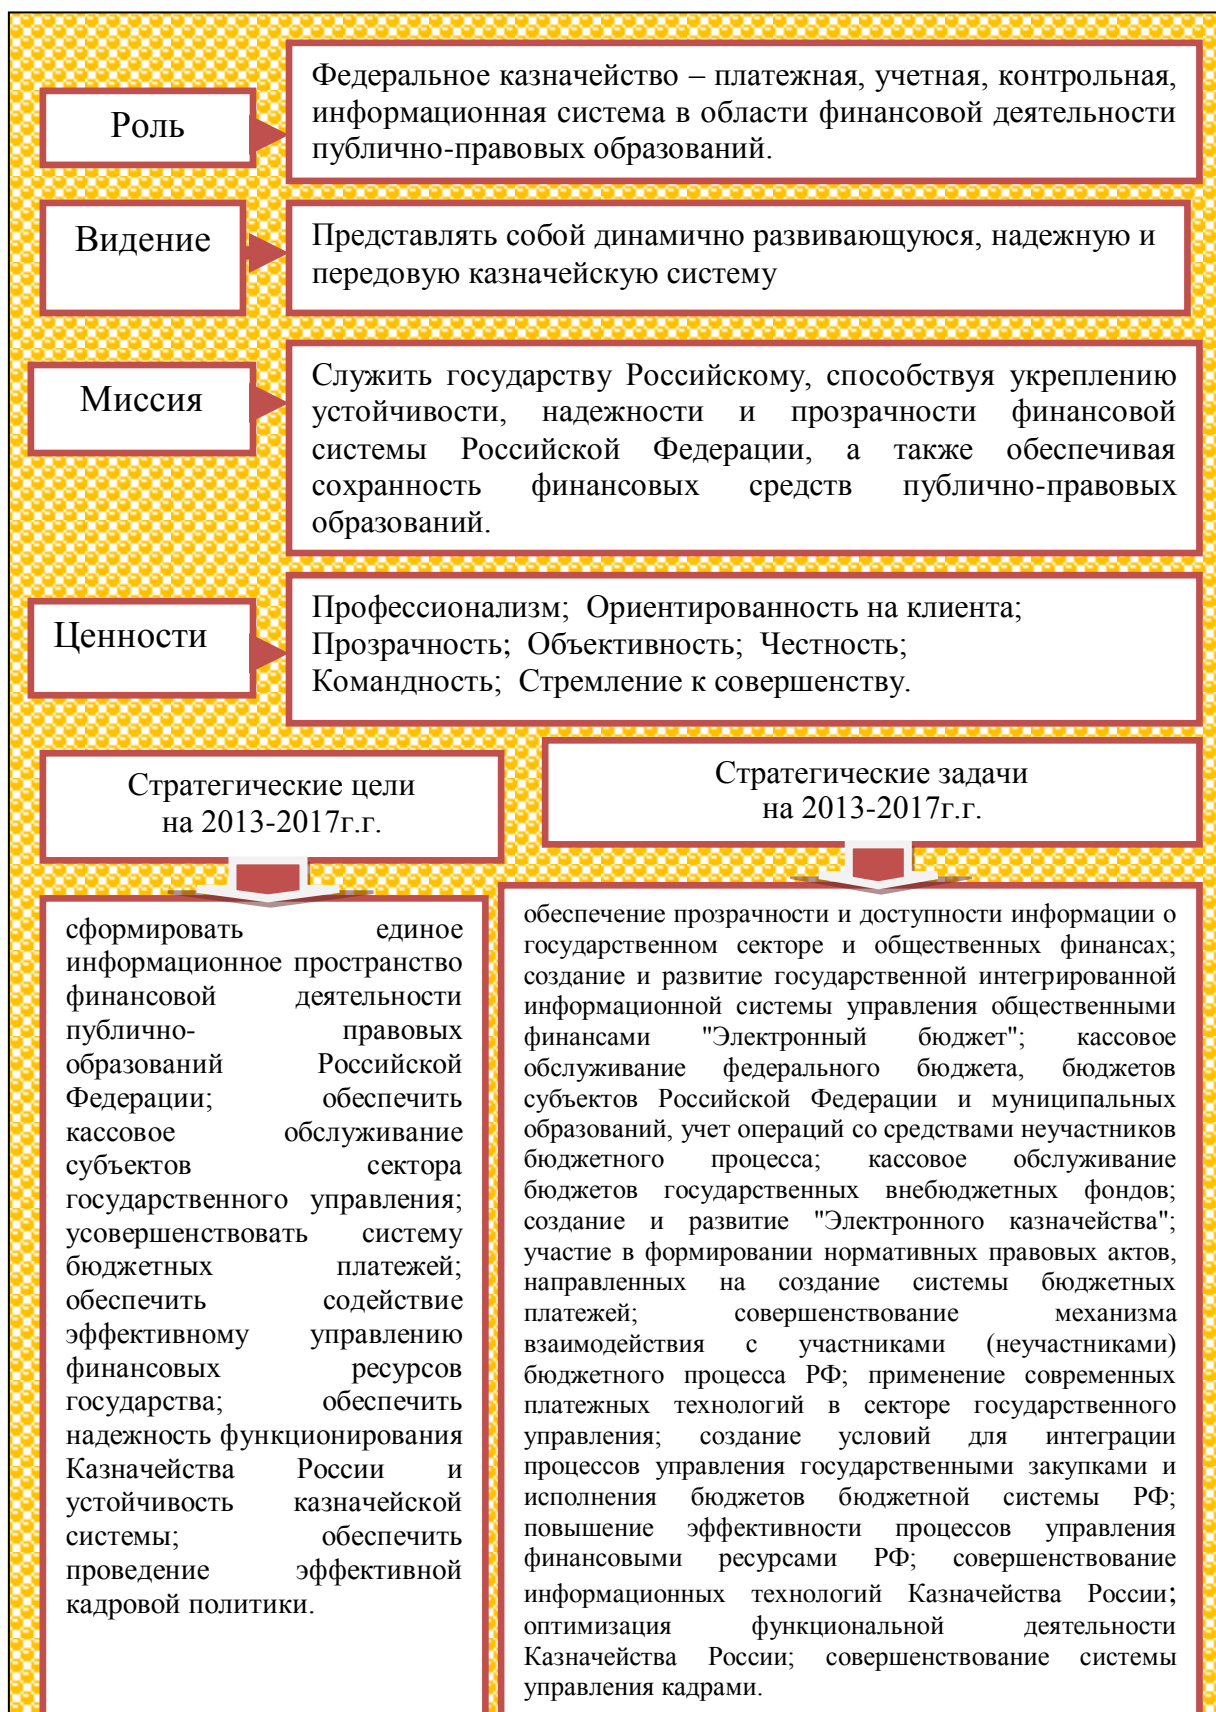 Роль
Федеральное казначейство – платежная, учетная, контрольная,
информационная система в области финансовой деятельности
публично-правовых образований.
Видение
Представлять собой динамично развивающуюся, надежную и
передовую казначейскую систему
Миссия
Служить государству Российскому, способствуя укреплению
устойчивости, надежности и прозрачности финансовой
системы Российской Федерации, а также обеспечивая
сохранность финансовых средств публично-правовых
образований.
Ценности
Профессионализм; Ориентированность на клиента;
Прозрачность; Объективность; Честность;
Командность; Стремление к совершенству.
Стратегические цели
на 2013-2017г.г.
сформировать единое
информационное пространство
финансовой деятельности
публично- правовых
образований Российской
Федерации; обеспечить
кассовое обслуживание
субъектов сектора
государственного управления;
усовершенствовать систему
бюджетных платежей;
обеспечить содействие
эффективному управлению
финансовых ресурсов
государства; обеспечить
надежность функционирования
Казначейства России и
устойчивость казначейской
системы; обеспечить
проведение эффективной
кадровой политики.
Стратегические задачи
на 2013-2017г.г.
обеспечение прозрачности и доступности информации о
государственном секторе и общественных финансах;
создание и развитие государственной интегрированной
информационной системы управления общественными
финансами "Электронный бюджет"; кассовое
обслуживание федерального бюджета, бюджетов
субъектов Российской Федерации и муниципальных
образований, учет операций со средствами неучастников
бюджетного процесса; кассовое обслуживание
бюджетов государственных внебюджетных фондов;
создание и развитие "Электронного казначейства";
участие в формировании нормативных правовых актов,
направленных на создание системы бюджетных
платежей; совершенствование механизма
взаимодействия с участниками (неучастниками)
бюджетного процесса РФ; применение современных
платежных технологий в секторе государственного
управления; создание условий для интеграции
процессов управления государственными закупками и
исполнения бюджетов бюджетной системы РФ;
повышение эффективности процессов управления
финансовыми ресурсами РФ; совершенствование
информационных технологий Казначейства России;
оптимизация функциональной деятельности
Казначейства России; совершенствование системы
управления кадрами.